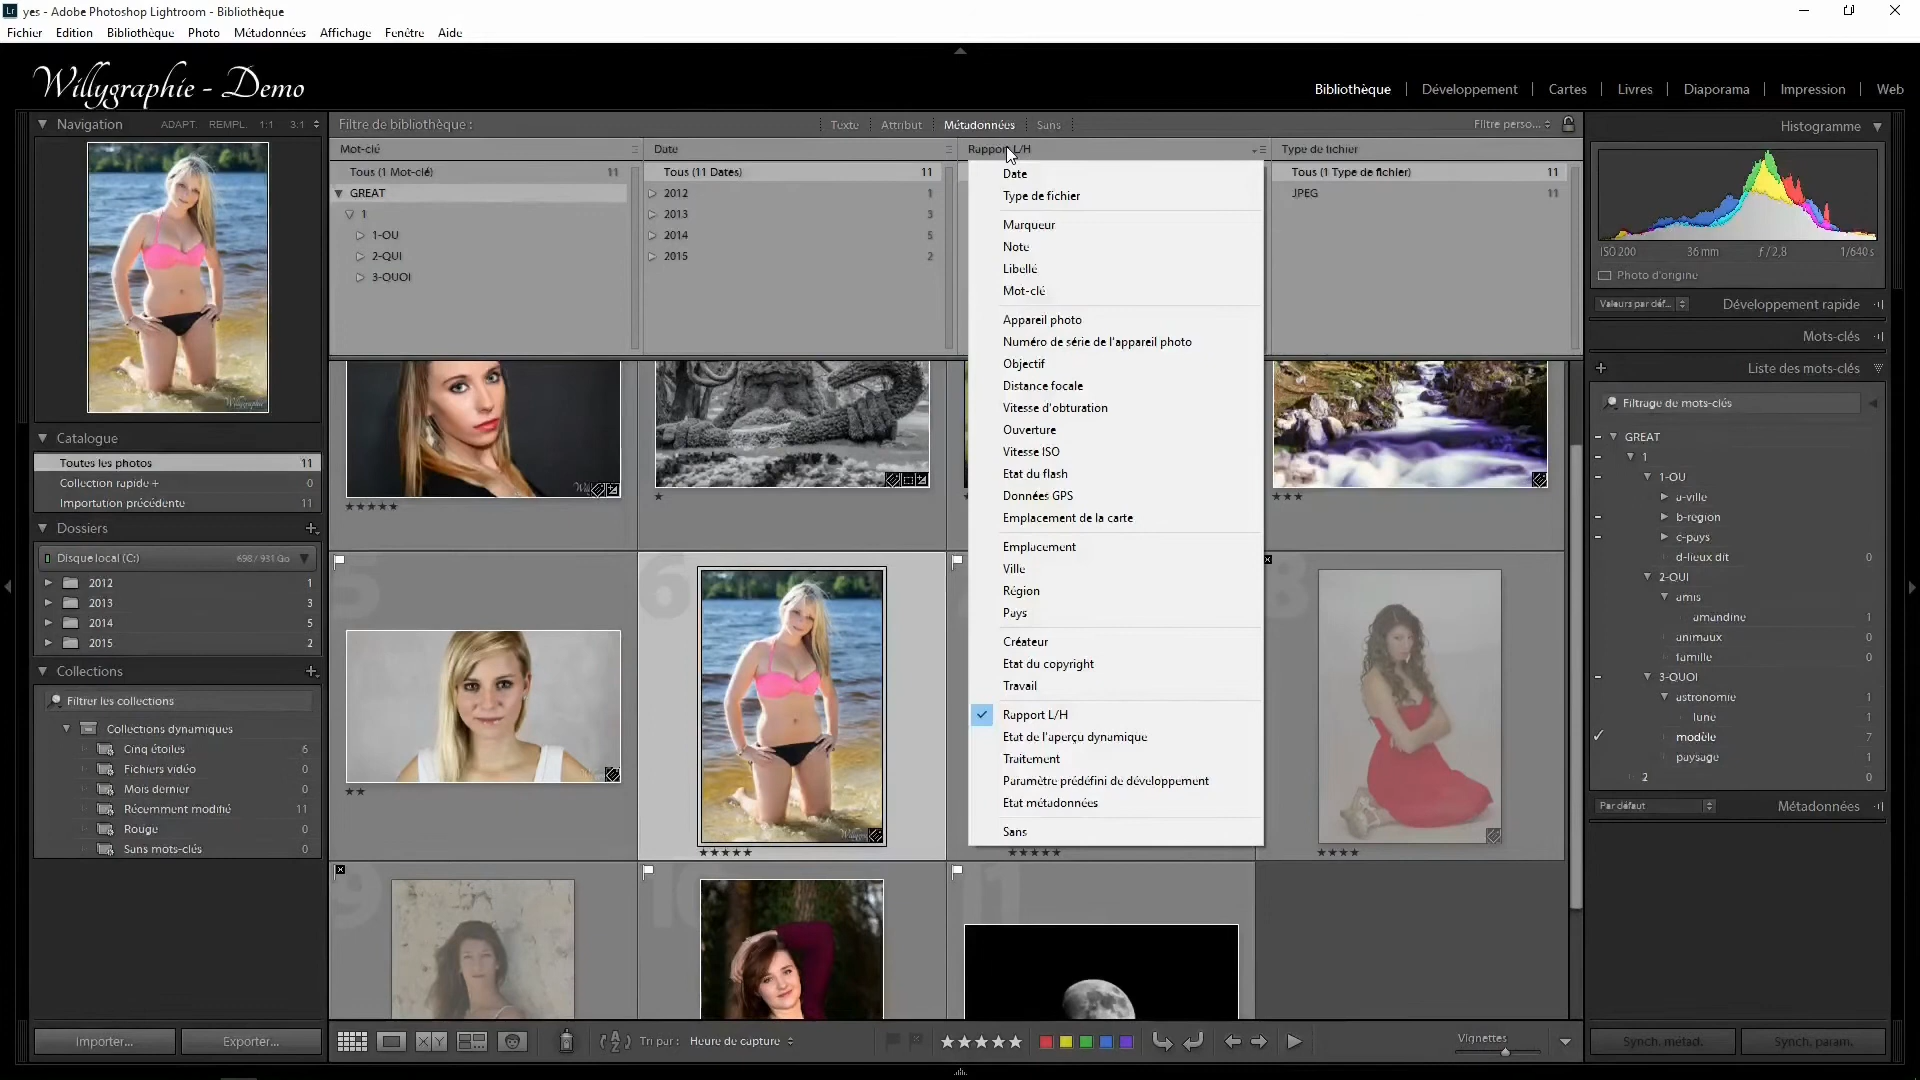 yes - Adobe Photoshop Lightroom - Bibliothèque
Fichier Edition Bibliothèque Photo Métadonnées Affichage Fenêtre Aide
Willygraphie - Demo
Bibliothèque | Développement | Cartes | Livres | Diaporama | Impression | Web
Navigation ADAPT. REMPL. 1:1 3:1
Willygraphie
Catalogue
Toutes les photos 11
Collection rapide + 0
Importation précédente 11
Dossiers
Disque local (C:) 698 / 931 Go
2012 1
2013 3
2014 5
2015 2
Collections
Filtrer les collections
Collections dynamiques
Cinq étoiles 6
Fichiers vidéo 0
Mois dernier 0
Récemment modifié 11
Rouge 0
Sans mots-clés 0
Importer... Exporter...
Filtre de bibliothèque : Texte Attribut Métadonnées Sans Filtre perso...
Mot-clé Date Rapport L/H Type de fichier
Tous (1 Mot-clé) 11
GREAT
1
1-OU
2-QUI
3-QUOI
Tous (11 Dates) 11
2012 1
2013 3
2014 5
2015 2
Tous (1 Type de fichier) 11
JPEG 11
Date
Type de fichier
Marqueur
Note
Libellé
Mot-clé
Appareil photo
Numéro de série de l'appareil photo
Objectif
Distance focale
Vitesse d'obturation
Ouverture
Vitesse ISO
Etat du flash
Données GPS
Emplacement de la carte
Emplacement
Ville
Région
Pays
Créateur
Etat du copyright
Travail
Rapport L/H
Etat de l'aperçu dynamique
Traitement
Paramètre prédéfini de développement
Etat métadonnées
Sans
5 6 8
9 10 11
Tri par : Heure de capture
Vignettes
Histogramme
ISO 200 36 mm ƒ / 2,8 1/640 s
Photo d'origine
Valeurs par déf... Développement rapide
Mots-clés
Liste des mots-clés
Filtrage de mots-clés
GREAT
1
1-OU
a-ville
b-region
c-pays
d-lieux dit 0
2-QUI
amis
amandine 1
animaux 0
famille 0
3-QUOI
astronomie 1
lune 1
modèle 7
paysage 1
2 0
Par défaut Métadonnées
Synch. métad. Synch. param.